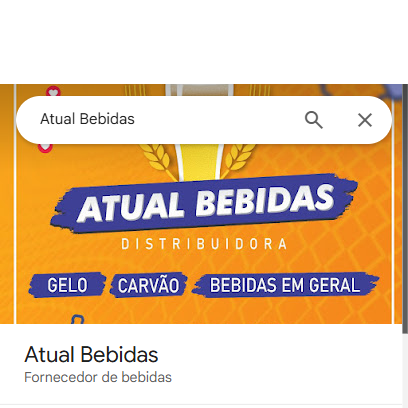 Atual Bebidas
ATUAL BEBIDAS
DISTRIBUIDORA
GELO CARVÃO BEBIDAS EM GERAL
Atual Bebidas
Fornecedor de bebidas